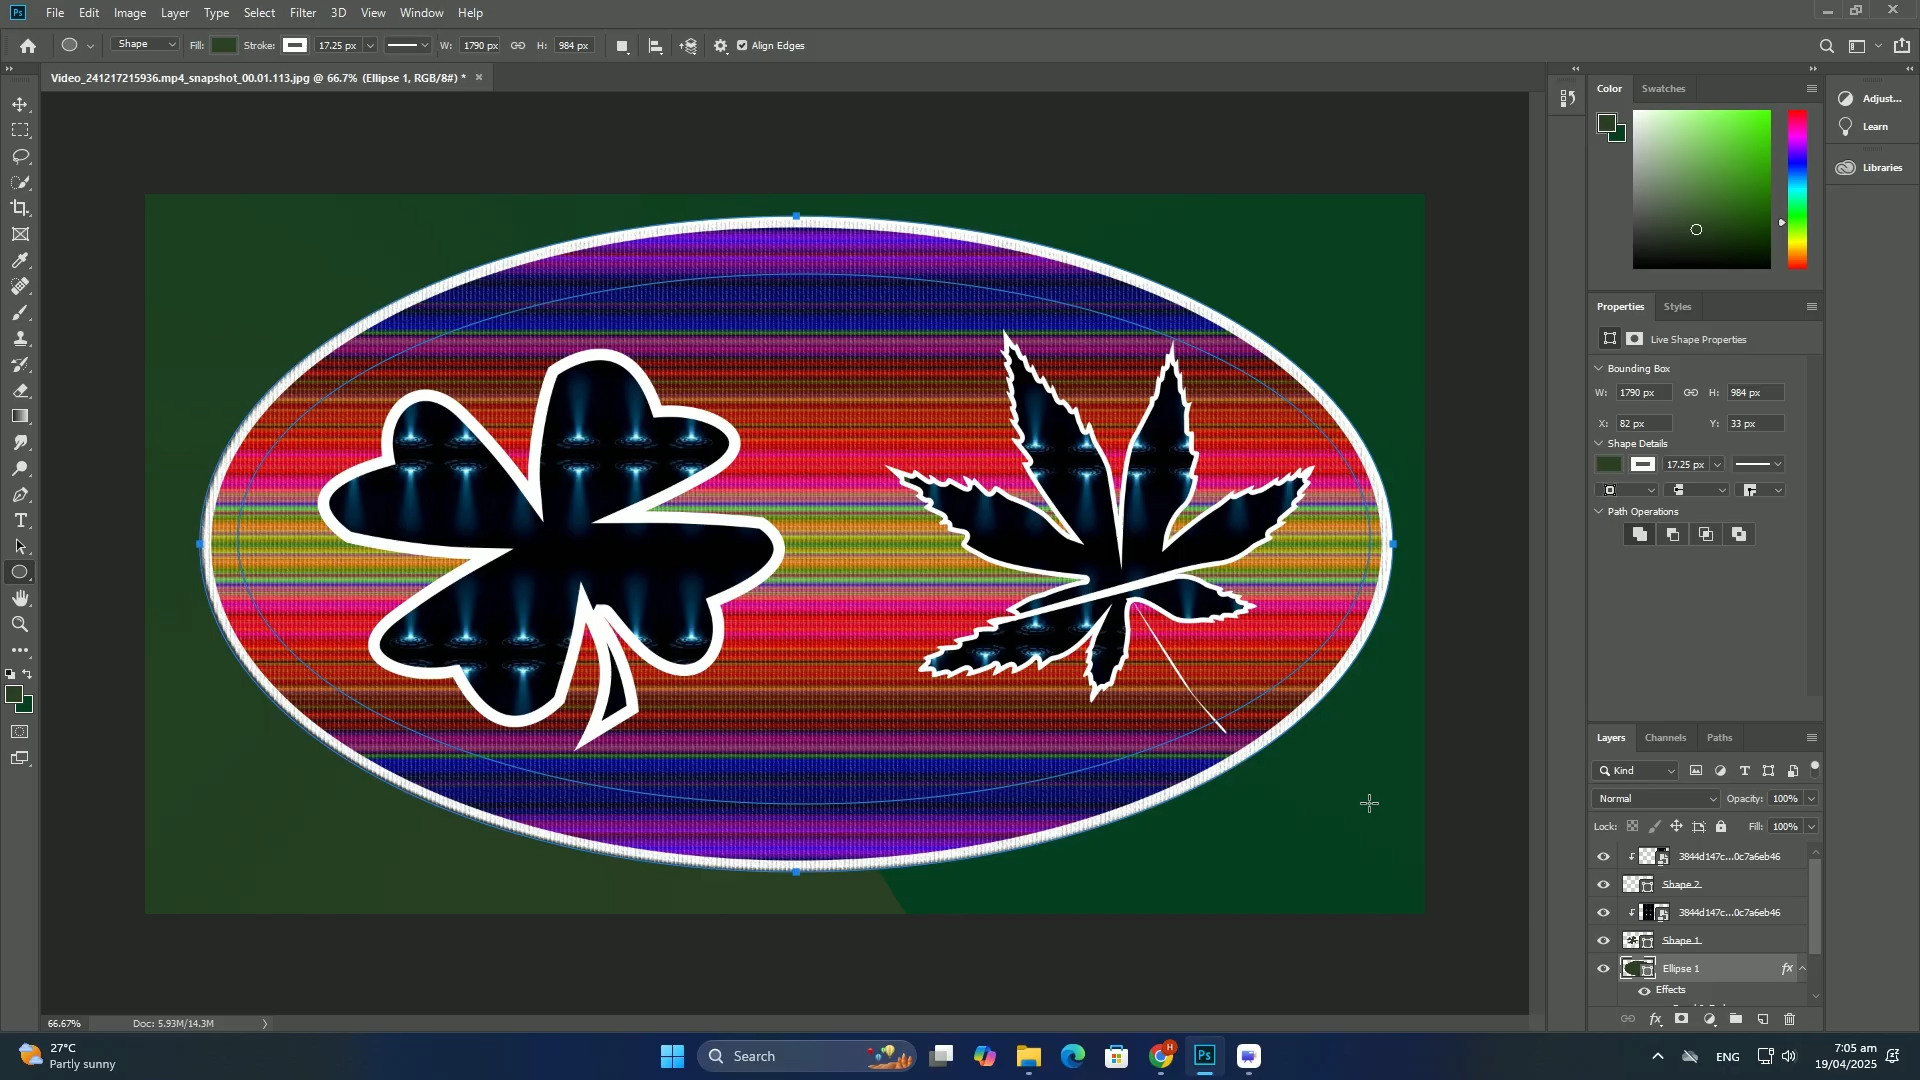 Ps File Edit Image Layer Type Select Filter 3D View Window Help
Shape Fill: Stroke: 17.25 px W: 1790 px H: 984 px Align Edges
Video_241217215936.mp4_snapshot_00.01.113.jpg @ 66.7% (Ellipse 1, RGB/8#) *
Color Swatches
Adjust...
Learn
Libraries
Properties Styles
Live Shape Properties
Bounding Box
W: 1790 px H: 984 px
X: 82 px Y: 33 px
Shape Details
17.25 px
Path Operations
Layers Channels Paths
Kind
Normal Opacity: 100%
Lock: Fill: 100%
3844d147c...0c7a6eb46
Shape 2
3844d147c...0c7a6eb46
Shape 1
Ellipse 1 fx
Effects
fx
66.67% Doc: 5.93M/14.3M
27°C
Partly sunny
Search
H
Ps
ENG
7:05 am
19/04/2025